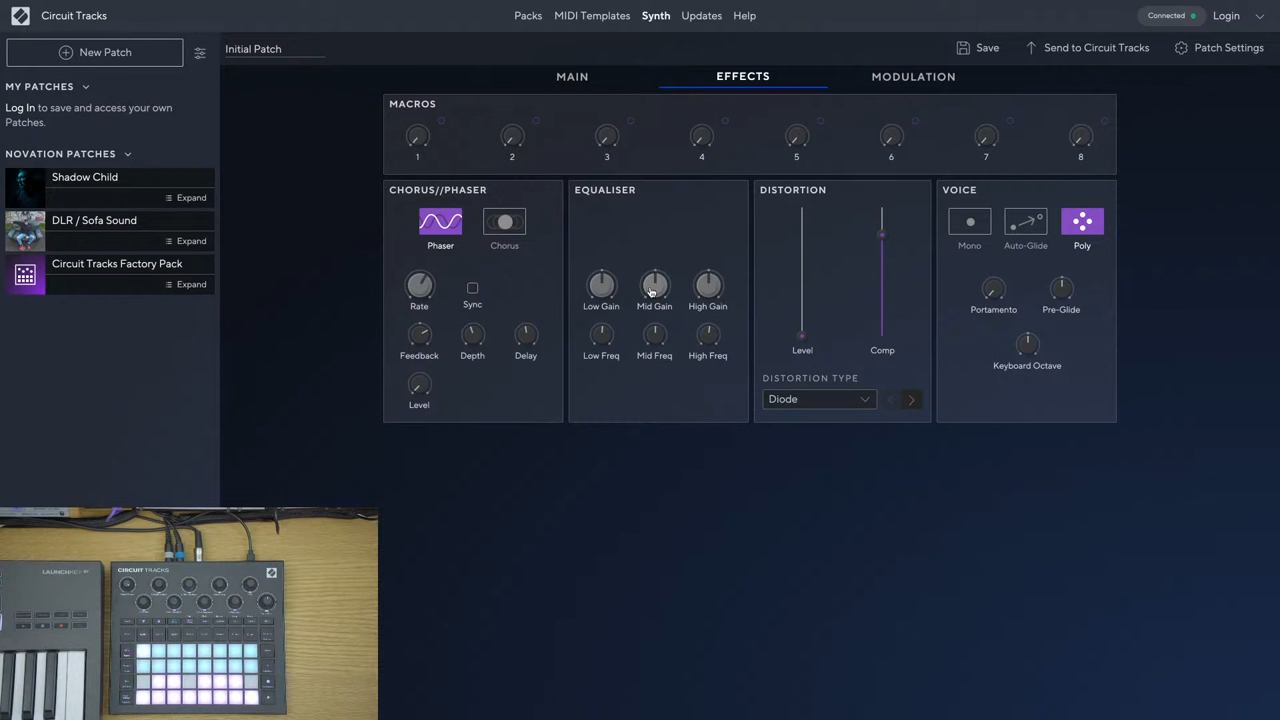 Circuit Tracks
Packs MIDI Templates Synth Updates Help
Connected
Login
New Patch
Initial Patch
Save
Send to Circuit Tracks
Patch Settings
MY PATCHES
Log In to save and access your own
Patches.
NOVATION PATCHES
Shadow Child
Expand
DLR / Sofa Sound
Expand
Circuit Tracks Factory Pack
Expand
MAIN EFFECTS MODULATION
MACROS
1 2 3 4 5 6 7 8
CHORUS//PHASER
Phaser Chorus
Rate Sync
Feedback Depth Delay
Level
EQUALISER
Low Gain Mid Gain High Gain
Low Freq Mid Freq High Freq
DISTORTION
Level Comp
DISTORTION TYPE
Diode
VOICE
Mono Auto-Glide Poly
Portamento Pre-Glide
Keyboard Octave
LAUNCHKEY
CIRCUIT TRACKS